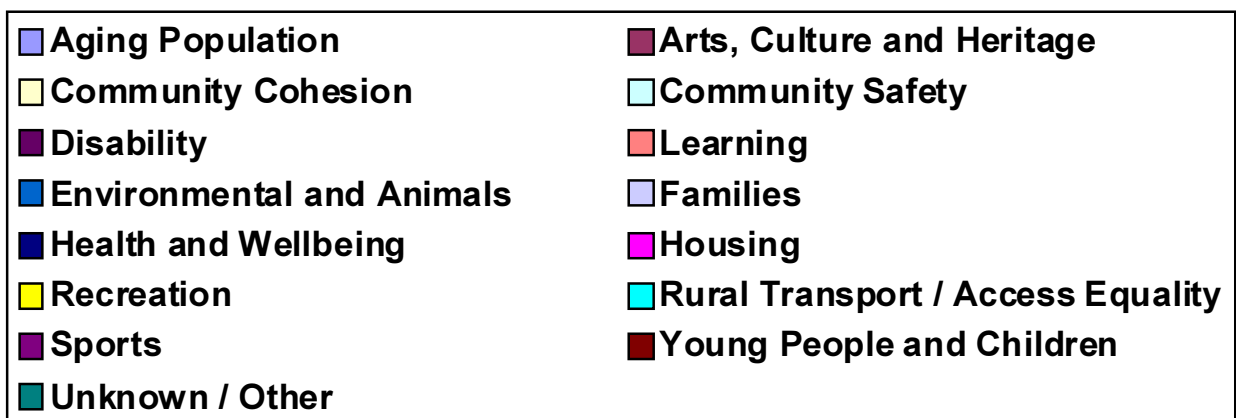 Aging Population Arts, Culture and Heritage
Community Cohesion Community Safety
Disability Learning
Environmental and Animals Families
Health and Wellbeing Housing
Recreation Rural Transport / Access Equality
Sports Young People and Children
Unknown / Other